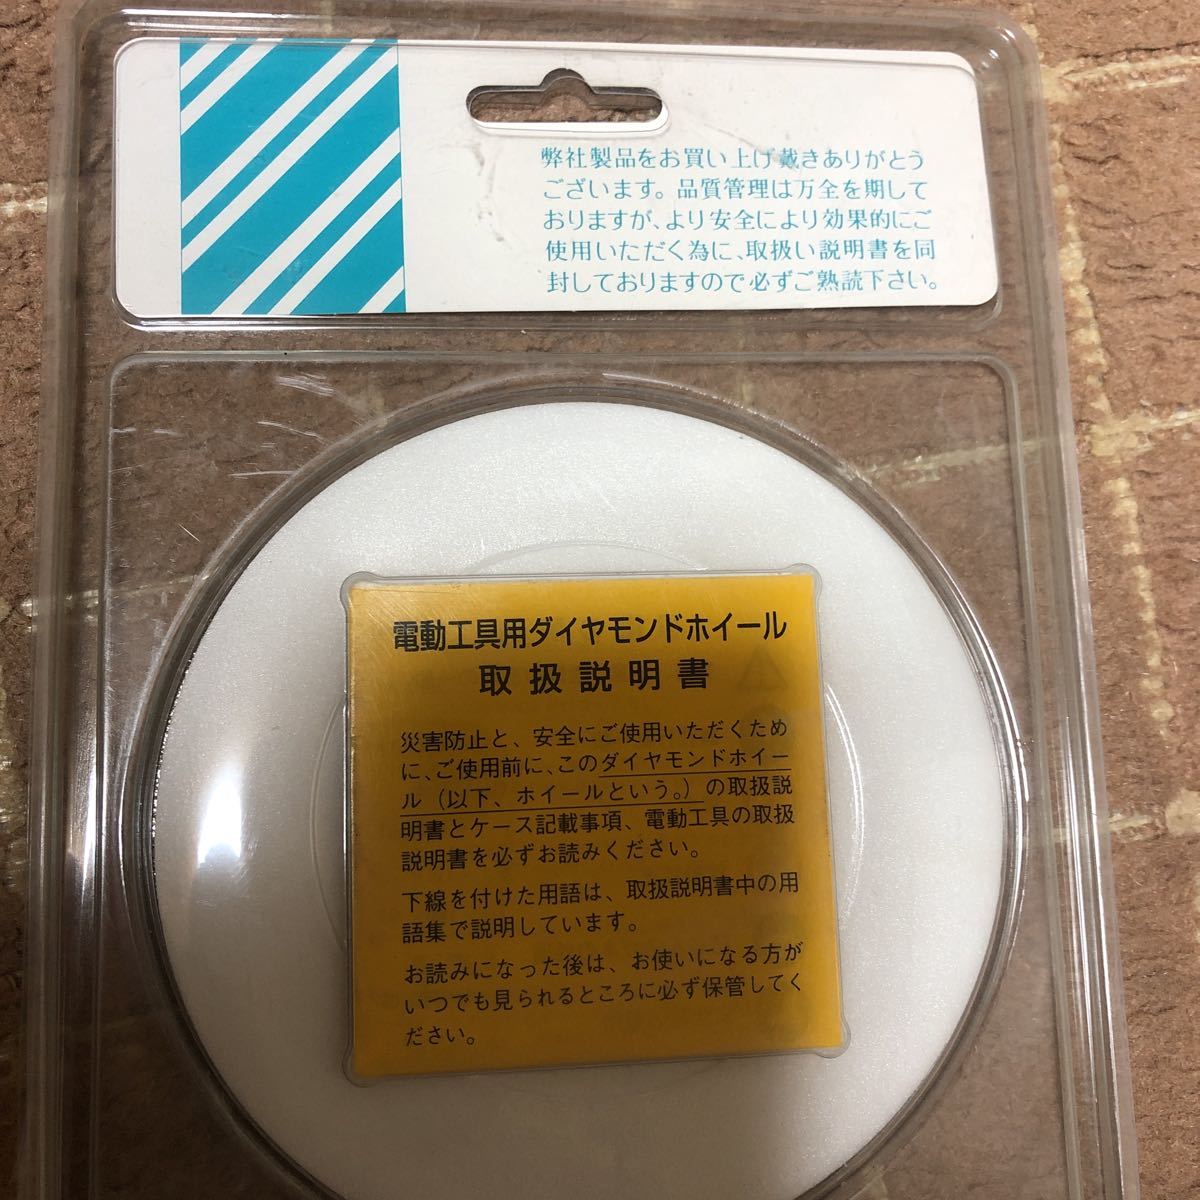 弊社製品をお買い上げ戴きありがとう
ございます。品質管理は万全を期して
おりますが、より安全により効果的にご
使用いただく為に、取扱い説明書を同
封しておりますので必ずご熟読下さい。
電動工具用ダイヤモンドホイール
取扱説明書
災害防止と、安全にご使用いただくため
に、ご使用前に、このダイヤモンドホイー
ル（以下、ホイールという。）の取扱説
明書とケース記載事項、電動工具の取扱
説明書を必ずお読みください。
下線を付けた用語は、取扱説明書中の用
語集で説明しています。
お読みになった後は、お使いになる方が
いつでも見られるところに必ず保管してく
ださい。